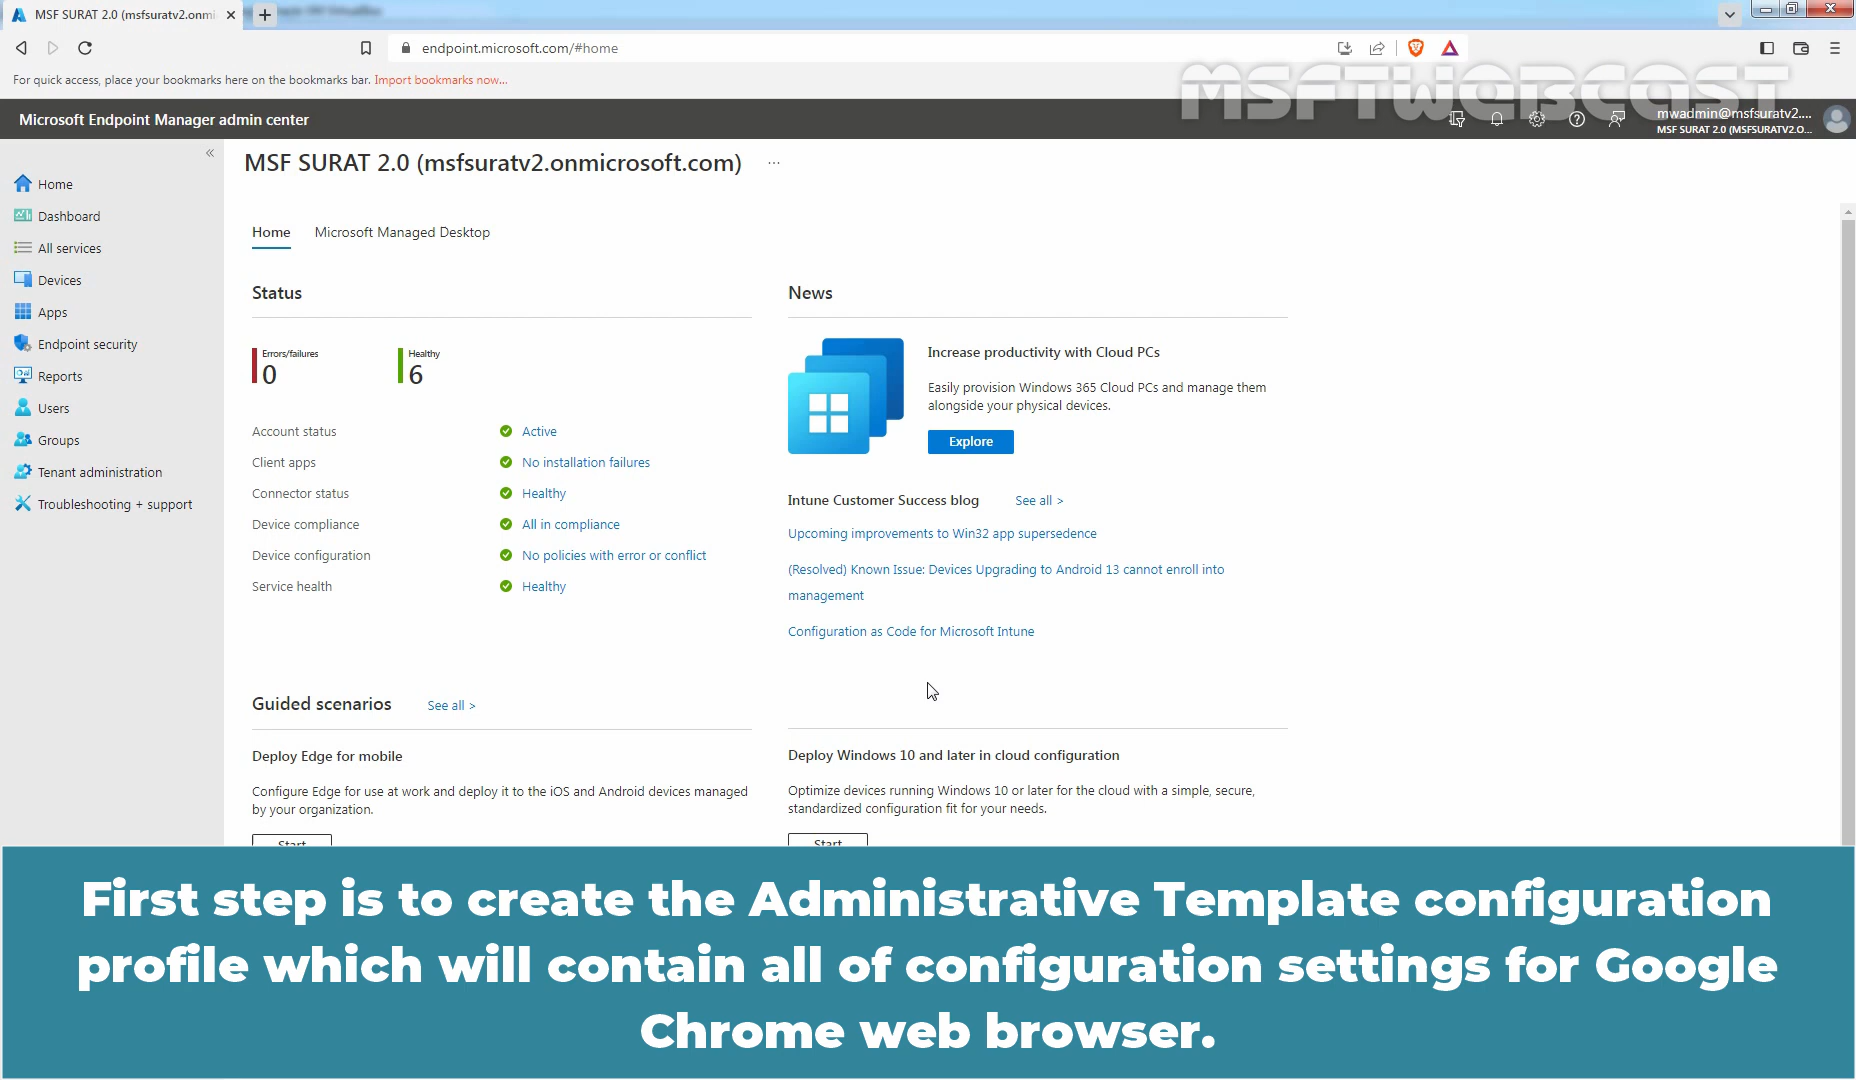 MSF SURAT 2.0 (msfsuratv2.onmi
endpoint.microsoft.com/#home
For quick access, place your bookmarks here on the bookmarks bar. Import bookmarks now...
MSFTWEBCAST
Microsoft Endpoint Manager admin center
mwadmin@msfsuratv2....
MSF SURAT 2.0 (MSFSURATV2.O...
MSF SURAT 2.0 (msfsuratv2.onmicrosoft.com) ...
Home
Dashboard
All services
Devices
Apps
Endpoint security
Reports
Users
Groups
Tenant administration
Troubleshooting + support
Home Microsoft Managed Desktop
Status
Errors/failures
0
Healthy
6
Account status Active
Client apps No installation failures
Connector status Healthy
Device compliance All in compliance
Device configuration No policies with error or conflict
Service health Healthy
News
Increase productivity with Cloud PCs
Easily provision Windows 365 Cloud PCs and manage them
alongside your physical devices.
Explore
Intune Customer Success blog See all >
Upcoming improvements to Win32 app supersedence
(Resolved) Known Issue: Devices Upgrading to Android 13 cannot enroll into
management
Configuration as Code for Microsoft Intune
Guided scenarios See all >
Deploy Edge for mobile
Configure Edge for use at work and deploy it to the iOS and Android devices managed
by your organization.
Start
Deploy Windows 10 and later in cloud configuration
Optimize devices running Windows 10 or later for the cloud with a simple, secure,
standardized configuration fit for your needs.
Start
First step is to create the Administrative Template configuration
profile which will contain all of configuration settings for Google
Chrome web browser.